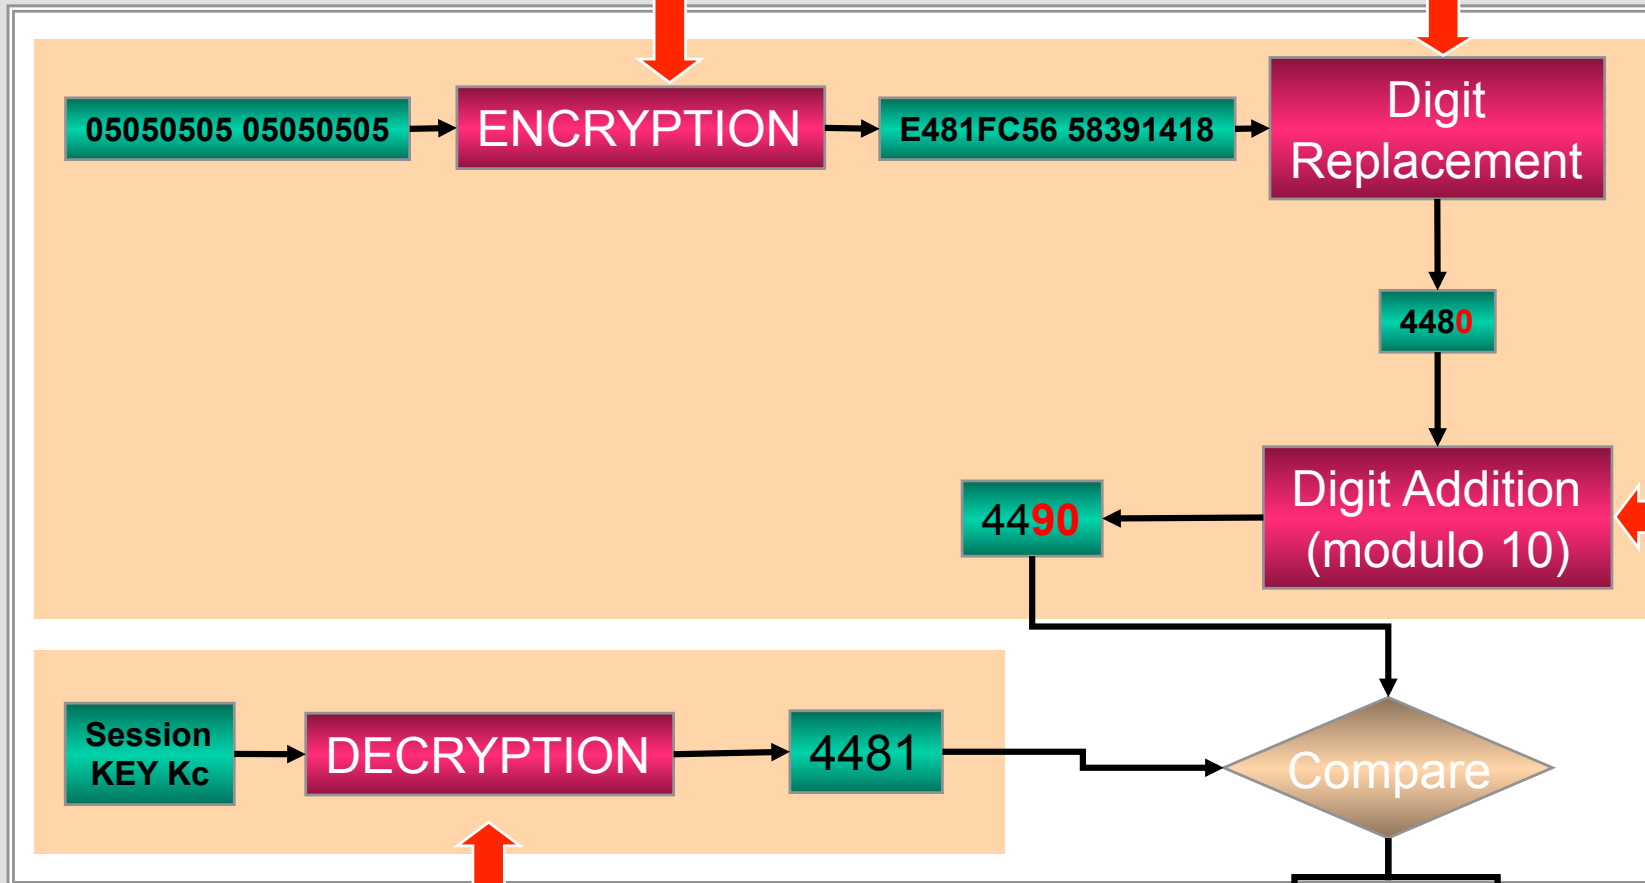 05050505 05050505
ENCRYPTION
E481FC56 58391418
Digit
Replacement
4480
Digit Addition
(modulo 10)
4490
Session
KEY Kc
DECRYPTION
4481
Compare